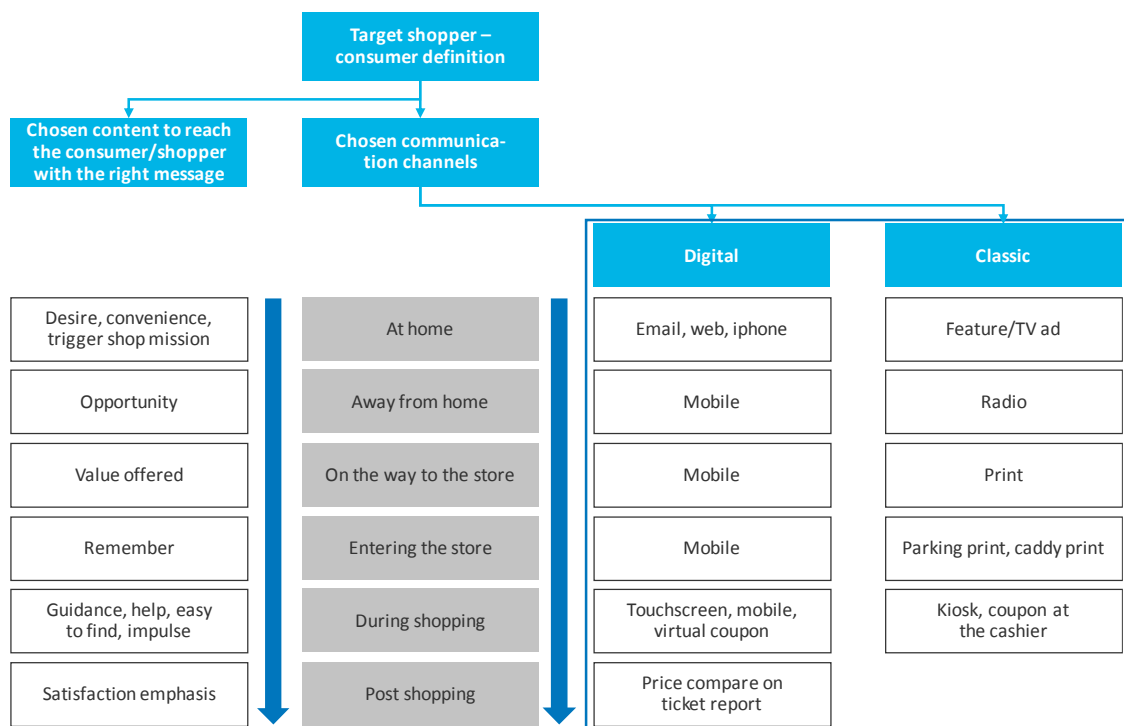 Target shopper –
consumer definition
Chosen content to reach
the consumer/shopper
with the right message
Chosen communica-
tion channels
Digital
Classic
Desire, convenience,
trigger shop mission
At home
Email, web, iphone
Feature/TV ad
Opportunity
Away from home
Mobile
Radio
Value offered
On the way to the store
Mobile
Print
Remember
Entering the store
Mobile
Parking print, caddy print
Guidance, help, easy
to find, impulse
During shopping
Touchscreen, mobile,
virtual coupon
Kiosk, coupon at
the cashier
Satisfaction emphasis
Post shopping
Price compare on
ticket report